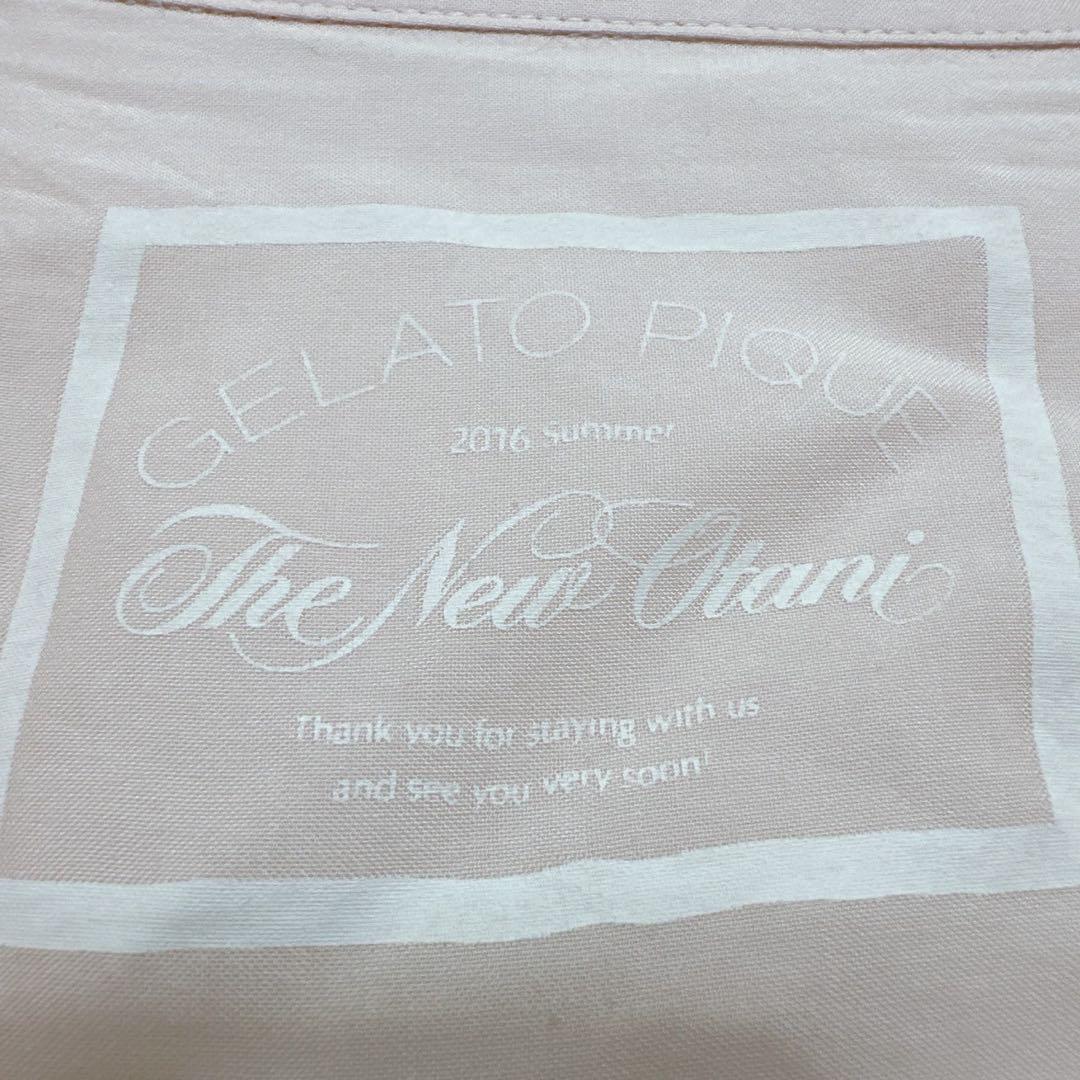 GELATO PIQUE
2016 Summer
The New Otani
Thank you for staying with us
and see you very soon!